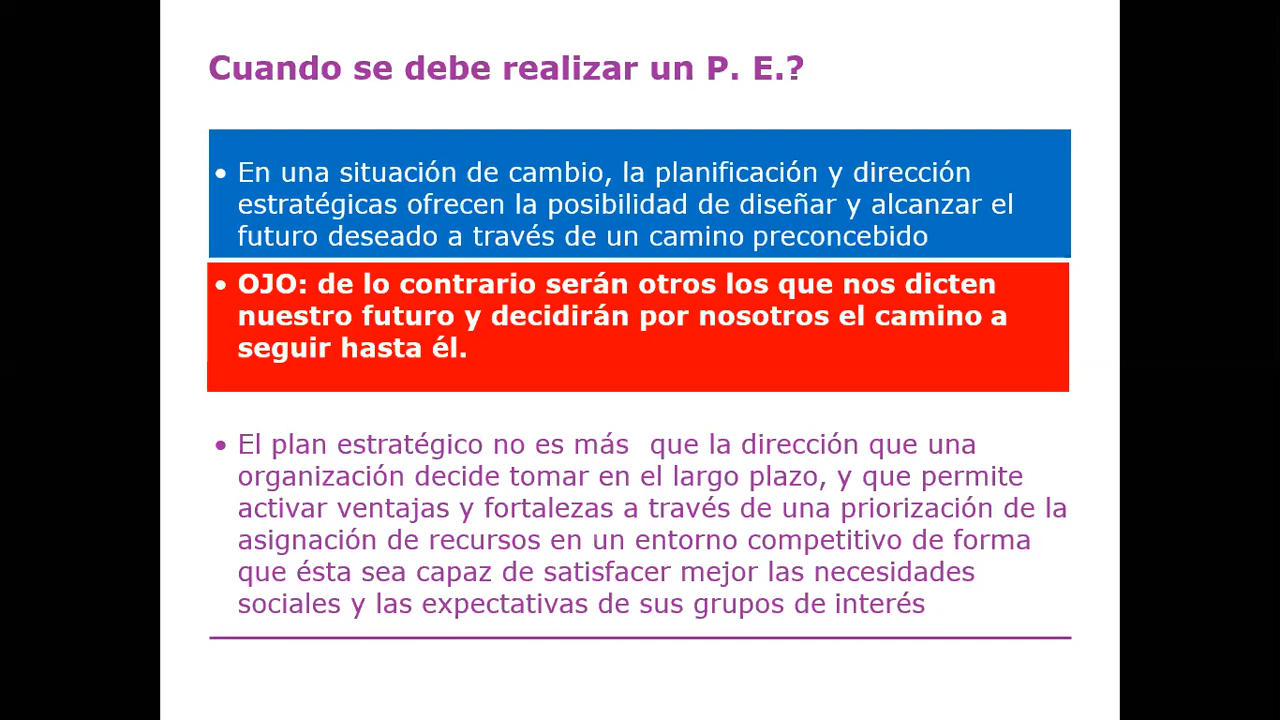 Cuando se debe realizar un P. E.?
• En una situación de cambio, la planificación y dirección
estratégicas ofrecen la posibilidad de diseñar y alcanzar el
futuro deseado a través de un camino preconcebido
• OJO: de lo contrario serán otros los que nos dicten
nuestro futuro y decidirán por nosotros el camino a
seguir hasta él.
• El plan estratégico no es más  que la dirección que una
organización decide tomar en el largo plazo, y que permite
activar ventajas y fortalezas a través de una priorización de la
asignación de recursos en un entorno competitivo de forma
que ésta sea capaz de satisfacer mejor las necesidades
sociales y las expectativas de sus grupos de interés